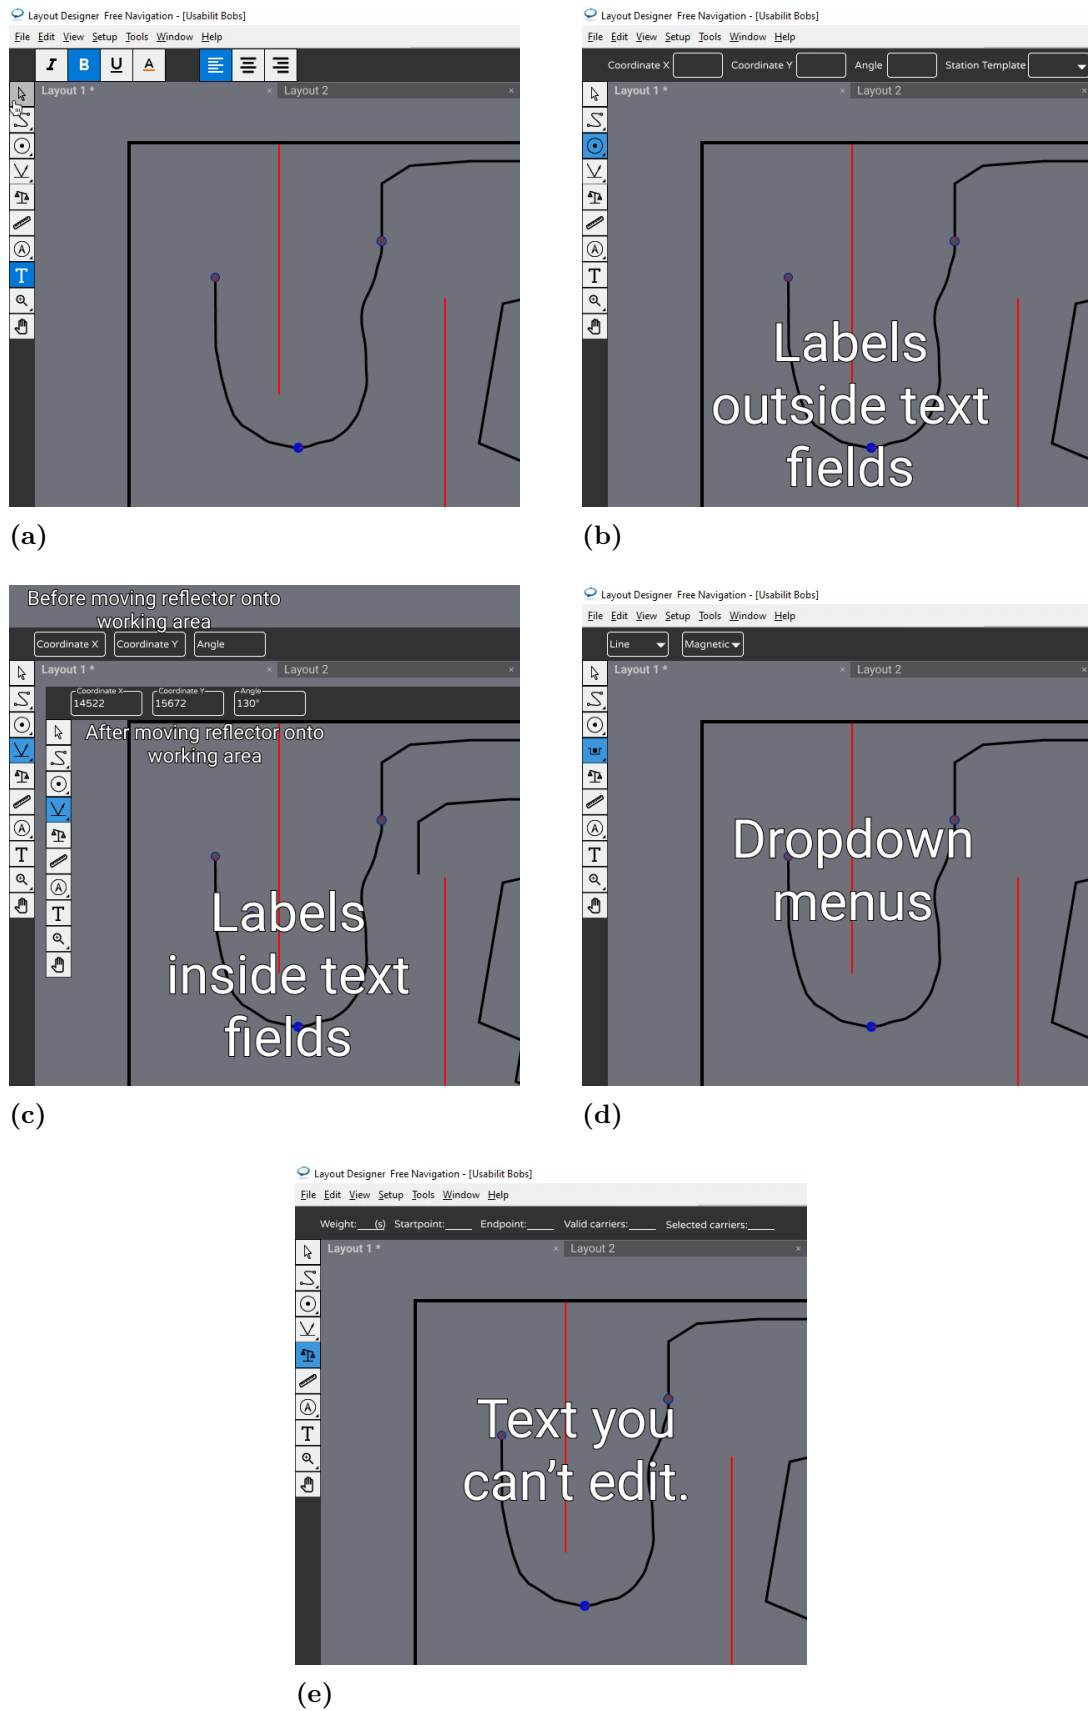 Layout Designer Free Navigation - [Usabilit Bobs]
File Edit View Setup Tools Window Help
I B U A
Layout 1 * × Layout 2 ×
A
T
(a)
Layout Designer Free Navigation - [Usabilit Bobs]
File Edit View Setup Tools Window Help
Coordinate X Coordinate Y Angle Station Template
Layout 1 * × Layout 2 ×
A
T
Labels
outside text
fields
(b)
Before moving reflector onto
working area
Coordinate X Coordinate Y Angle
Layout 1 * × Layout 2 ×
Coordinate X Coordinate Y Angle
14522 15672 130°
After moving reflector onto
working area
A
T
A
T
Labels
inside text
fields
(c)
Layout Designer Free Navigation - [Usabilit Bobs]
File Edit View Setup Tools Window Help
Line Magnetic
Layout 1 * × Layout 2 ×
A
T
Dropdown
menus
(d)
Layout Designer Free Navigation - [Usabilit Bobs]
File Edit View Setup Tools Window Help
Weight:___(s) Startpoint:____ Endpoint:____ Valid carriers:____ Selected carriers:____
Layout 1 * × Layout 2 ×
A
T
Text you
can't edit.
(e)